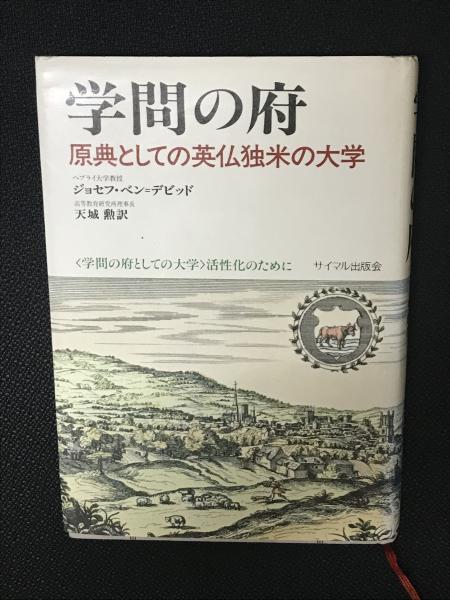 学問の府
原典としての英仏独米の大学
ヘブライ大学教授
ジョセフ・ベン=デビッド
高等教育研究所理事長
天城 勲訳
〈学問の府としての大学〉活性化のために
サイマル出版会